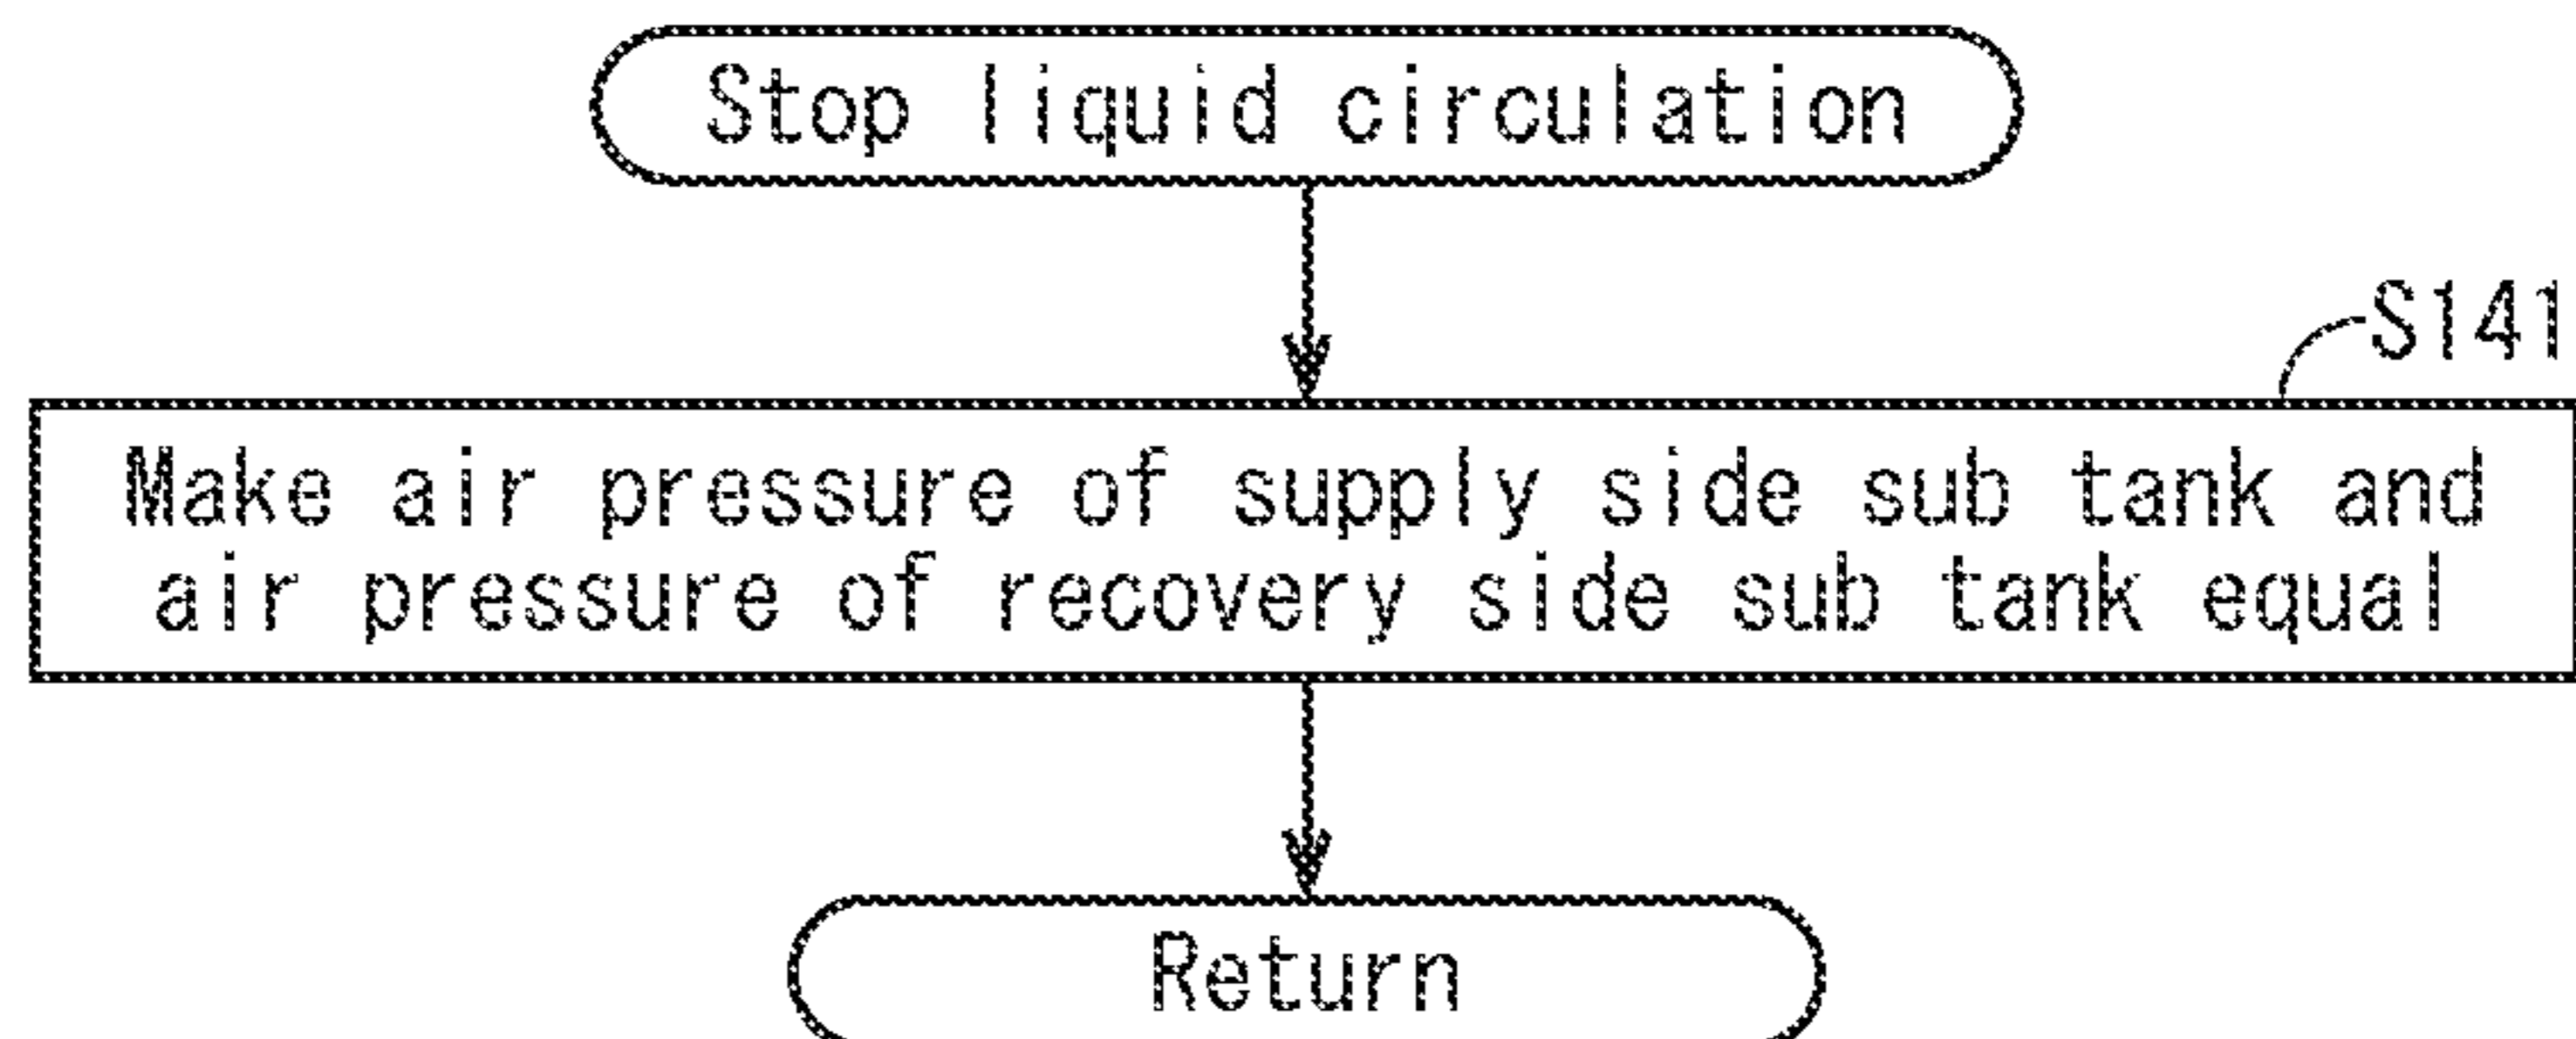 Stop liquid circulation
S141
Make air pressure of supply side sub tank and
air pressure of recovery side sub tank equal
Return